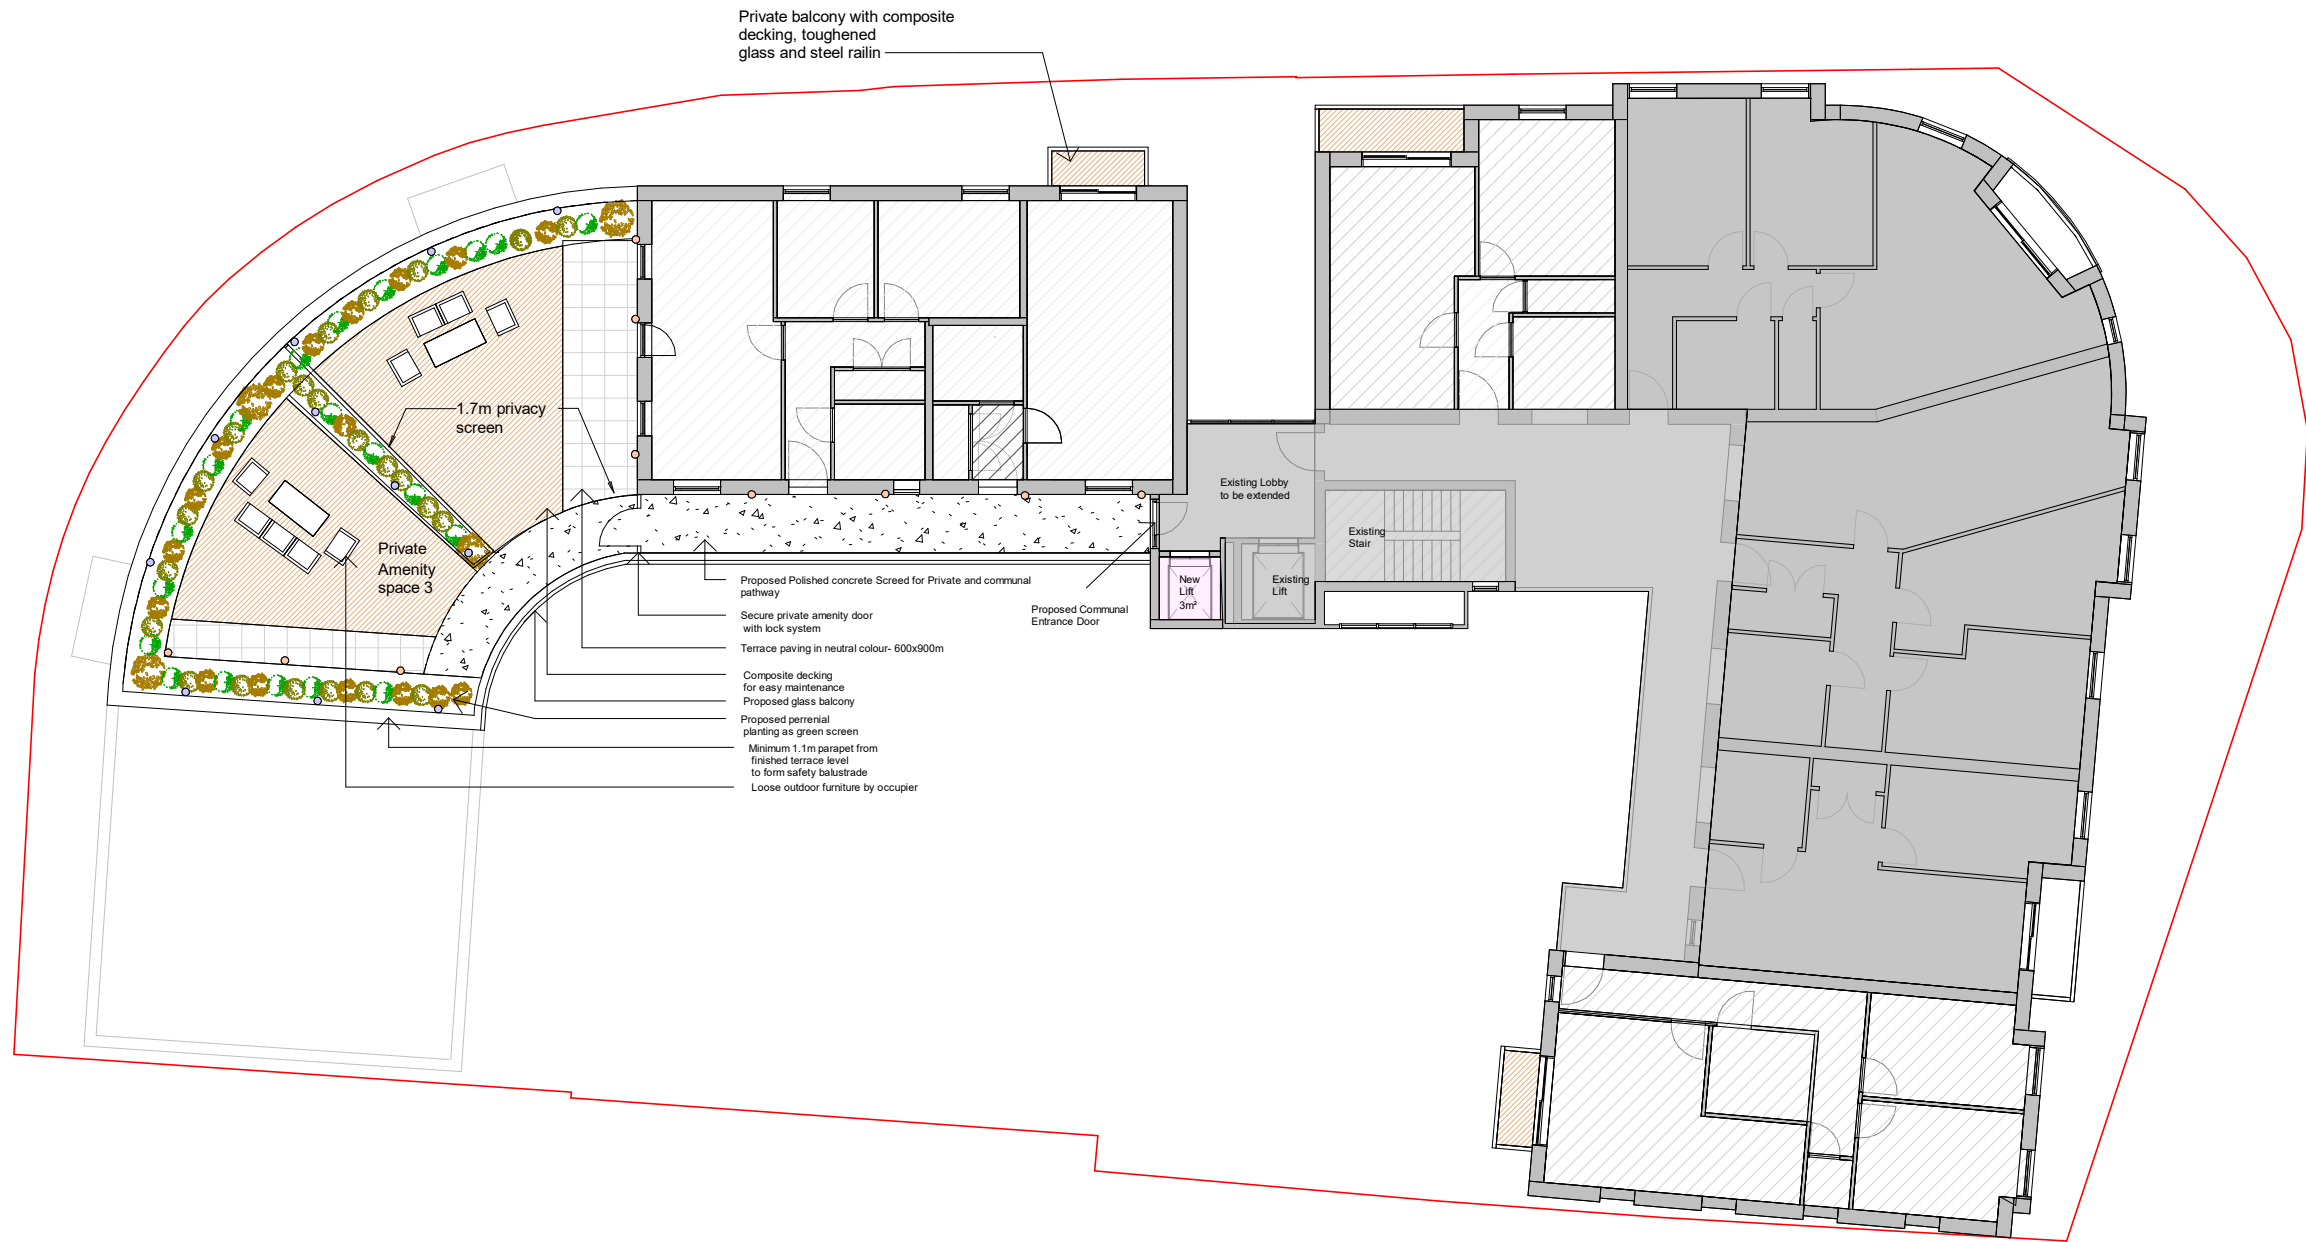 Private balcony with composite
decking, toughened
glass and steel railin
1.7m privacy
screen
Private
Amenity
space 3
Existing Lobby
to be extended
Existing
Stair
New
Lift
3m²
Existing
Lift
Proposed Communal
Entrance Door
Proposed Polished concrete Screed for Private and communal
pathway
Secure private amenity door
with lock system
Terrace paving in neutral colour- 600x900m
Composite decking
for easy maintenance
Proposed glass balcony
Proposed perrenial
planting as green screen
Minimum 1.1m parapet from
finished terrace level
to form safety balustrade
Loose outdoor furniture by occupier